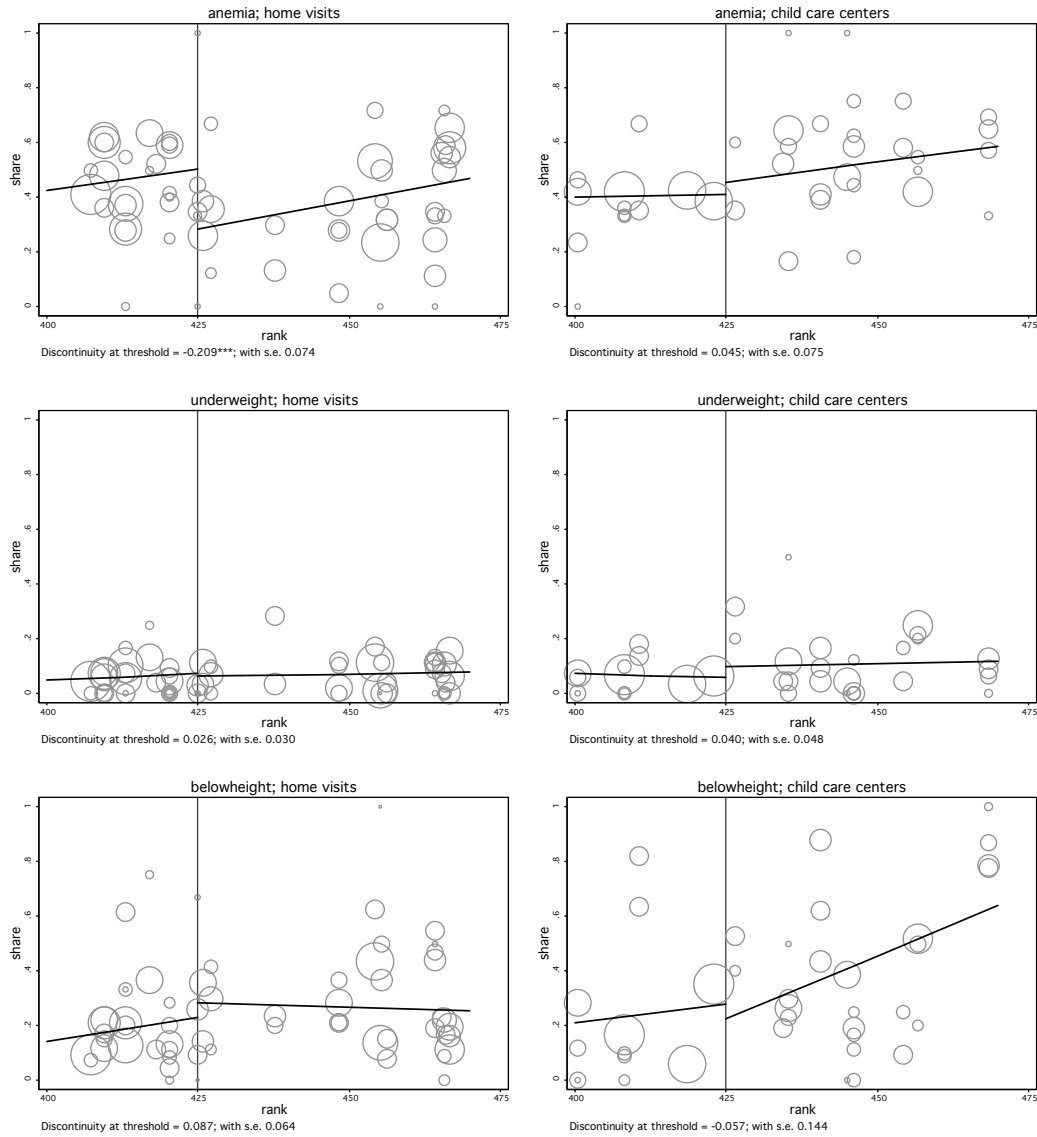 anemia; home visits
share
1
.8
.6
.4
.2
0
400
425
450
475
rank
Discontinuity at threshold = -0.209***; with s.e. 0.074
anemia; child care centers
share
1
.8
.6
.4
.2
0
400
425
450
475
rank
Discontinuity at threshold = 0.045; with s.e. 0.075
underweight; home visits
share
1
.8
.6
.4
.2
0
400
425
450
475
rank
Discontinuity at threshold = 0.026; with s.e. 0.030
underweight; child care centers
share
1
.8
.6
.4
.2
0
400
425
450
475
rank
Discontinuity at threshold = 0.040; with s.e. 0.048
belowheight; home visits
share
1
.8
.6
.4
.2
0
400
425
450
475
rank
Discontinuity at threshold = 0.087; with s.e. 0.064
belowheight; child care centers
share
1
.8
.6
.4
.2
0
400
425
450
475
rank
Discontinuity at threshold = -0.057; with s.e. 0.144